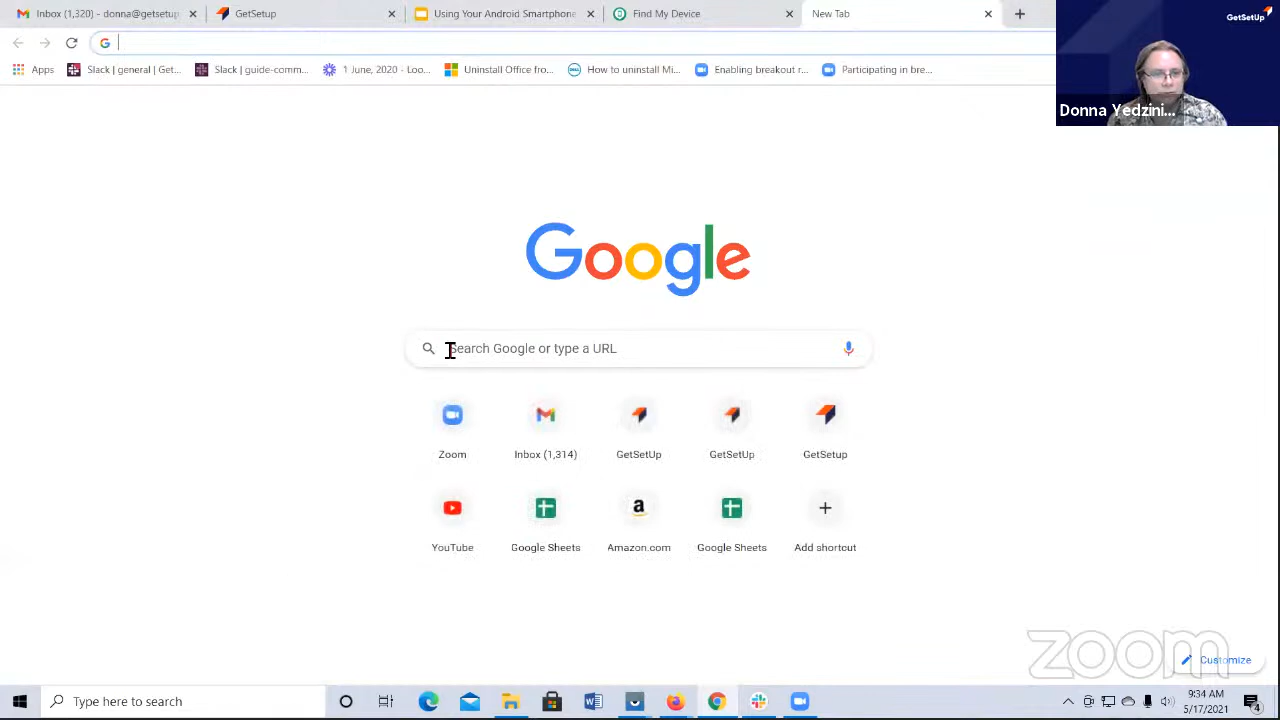 Inbox (1,320) - donna@getsetup
GetSetUp
Using Your Android Smartphon
Find My Device
New Tab
Apps
Slack | general | Get...
Slack | guide-comm...
1 June, 2020 - Loo...
Uninstall Office fro...
How to uninstall Mi...
Enabling breakout r...
Participating in bre...
GetSetUp
Donna Yedzini...
Google
Search Google or type a URL
Zoom
Inbox (1,314)
GetSetUp
GetSetUp
GetSetup
YouTube
Google Sheets
Amazon.com
Google Sheets
Add shortcut
zoom
Customize
Type here to search
9:34 AM
5/17/2021
4